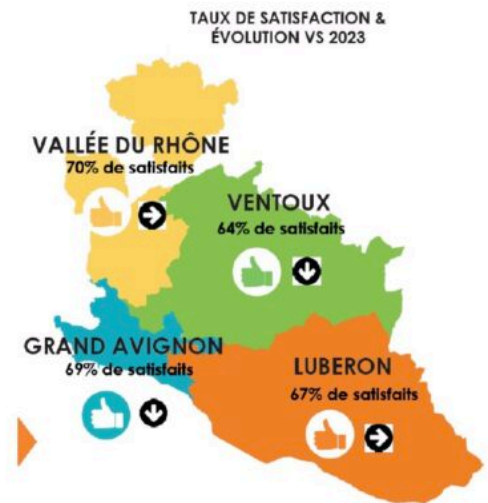 TAUX DE SATISFACTION &
ÉVOLUTION VS 2023
VALLÉE DU RHÔNE
70% de satisfaits
VENTOUX
64% de satisfaits
GRAND AVIGNON
69% de satisfaits
LUBERON
67% de satisfaits